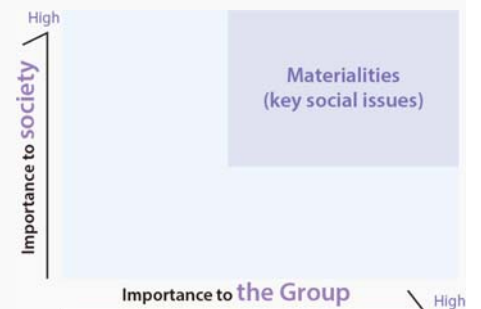 High
Importance to society
Materialities
(key social issues)
Importance to the Group
High